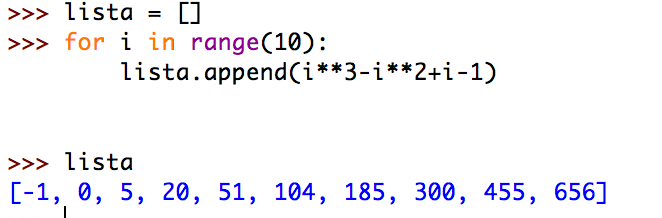 >>> lista = []
>>> for i in range(10):
        lista.append(i**3-i**2+i-1)
>>> lista
[-1, 0, 5, 20, 51, 104, 185, 300, 455, 656]